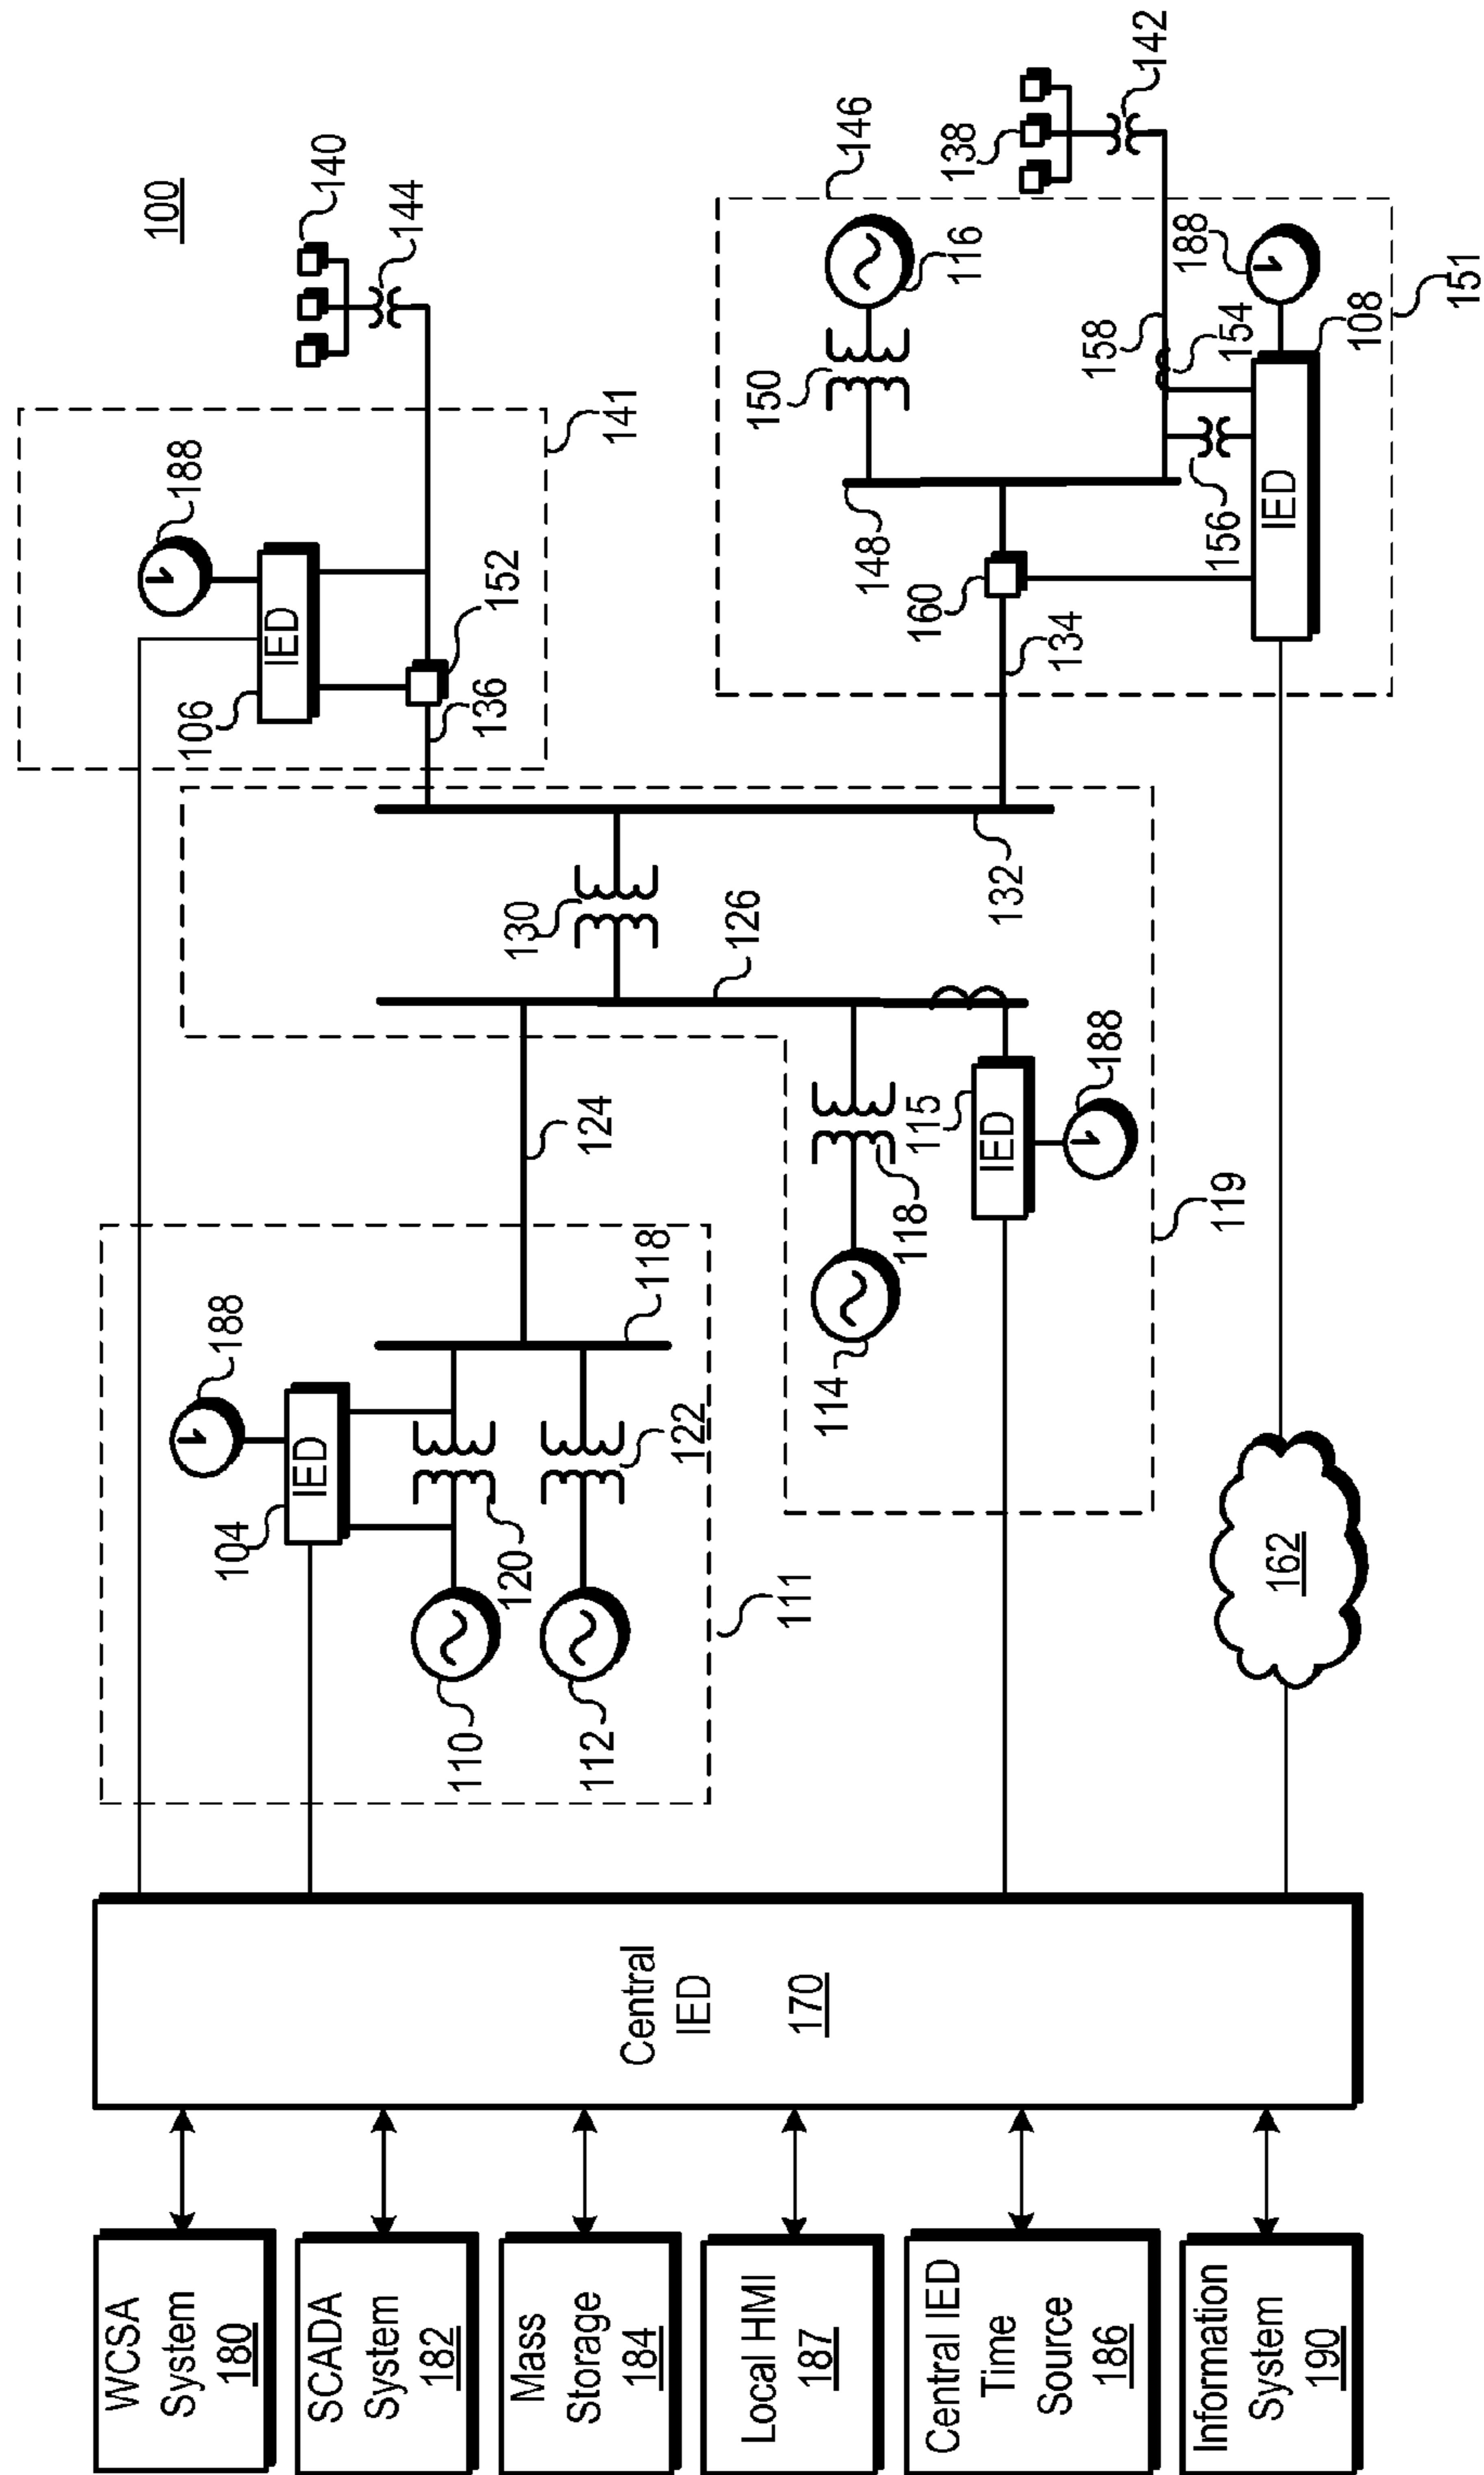 100
WCSA
System
180
SCADA
System
182
Mass
Storage
184
Local HMI
187
Central IED
Time
Source
186
Information
System
190
Central
IED
170
162
111
104
IED
188
110
112
120
122
118
124
119
114
118
115
IED
188
126
130
132
141
106
IED
188
136
152
140
144
146
134
160
148
150
116
156
154
158
IED
108
188
151
138
142